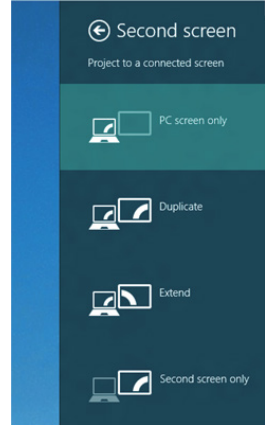 Second screen
Project to a connected screen
PC screen only
Duplicate
Extend
Second screen only